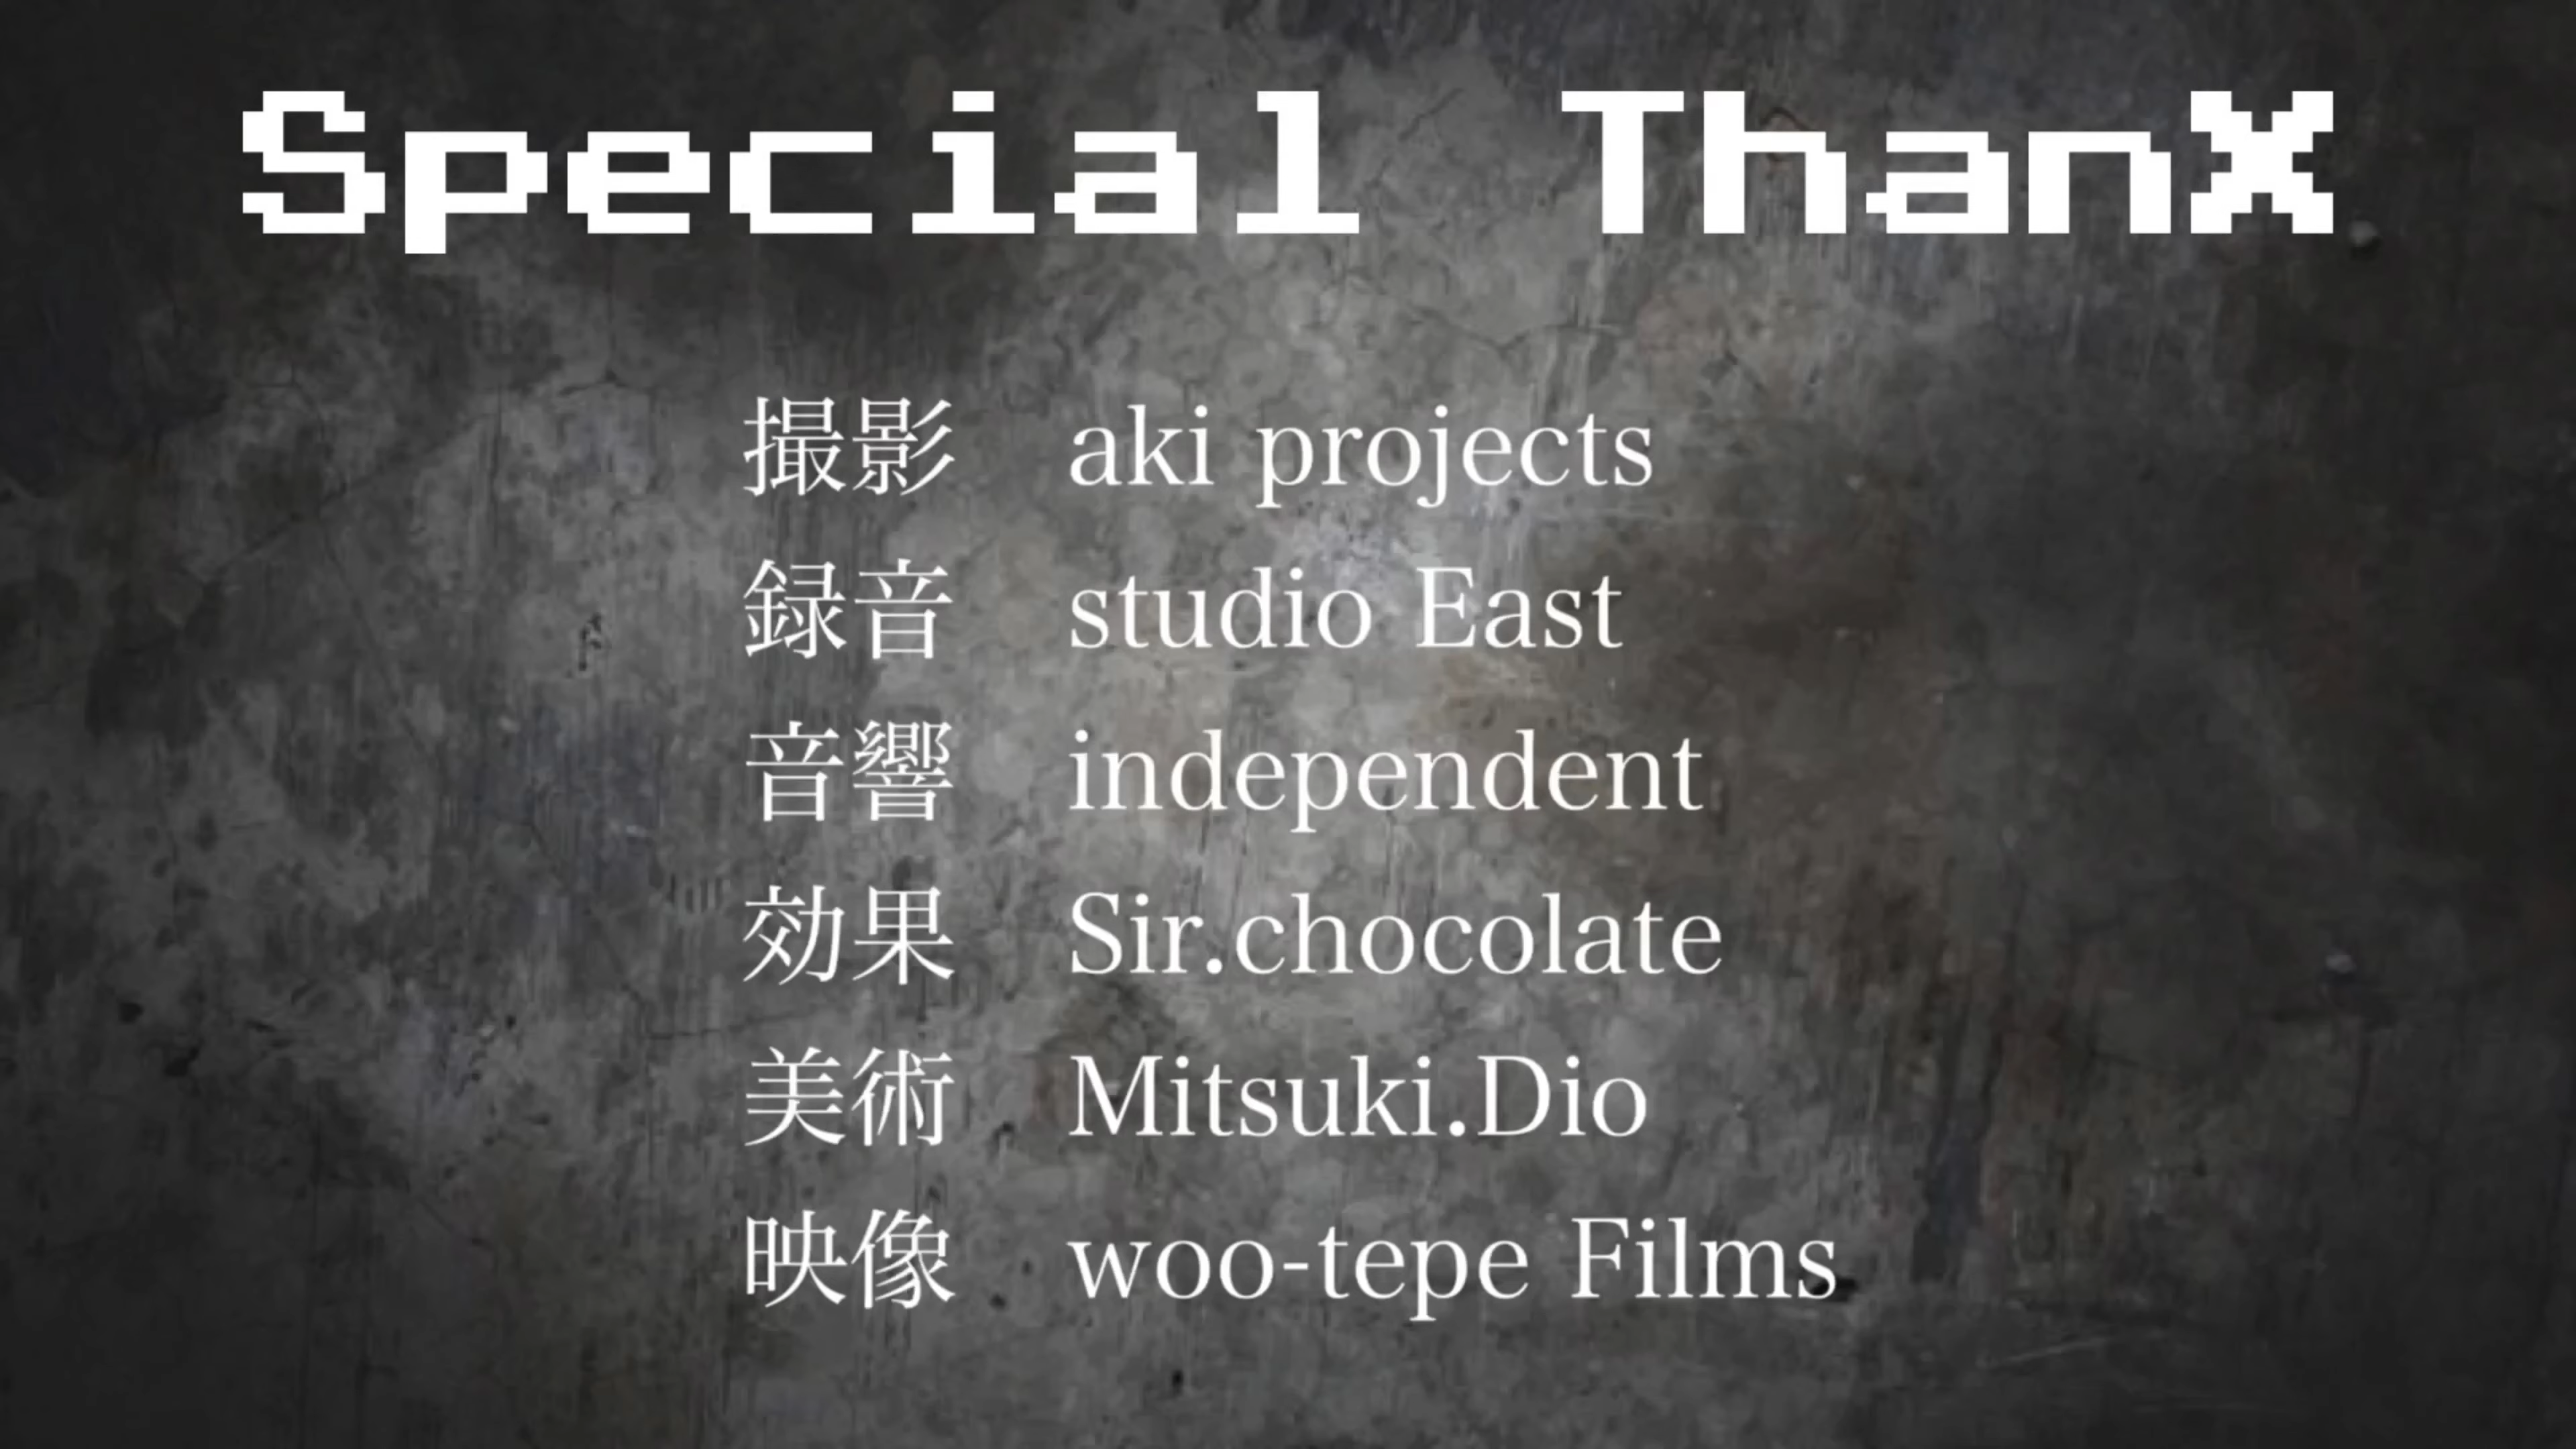 Special ThanX
撮影 aki projects
録音 studio East
音響 independent
効果 Sir.chocolate
美術 Mitsuki.Dio
映像 woo-tepe Films